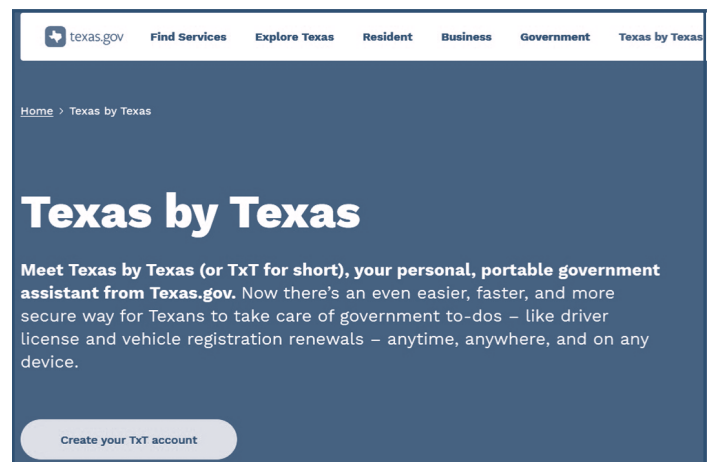 texas.gov Find Services Explore Texas Resident Business Government Texas by Texas
Home > Texas by Texas
Texas by Texas
Meet Texas by Texas (or TxT for short), your personal, portable government
assistant from Texas.gov. Now there's an even easier, faster, and more
secure way for Texans to take care of government to-dos – like driver
license and vehicle registration renewals – anytime, anywhere, and on any
device.
Create your TxT account